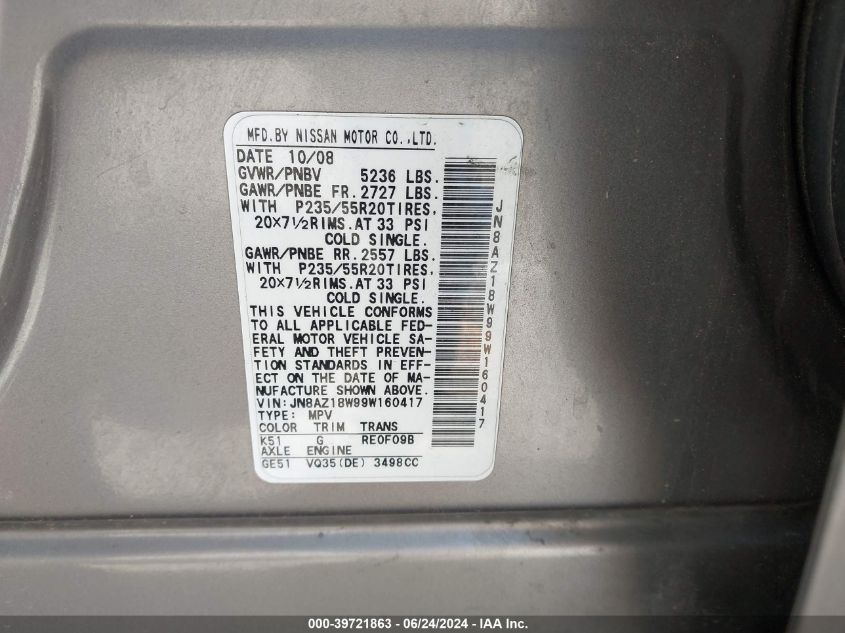 MFD.BY NISSAN MOTOR CO.,LTD.
DATE 10/08
GVWR/PNBV 5236 LBS.
GAWR/PNBE FR. 2727 LBS.
WITH P235/55R20TIRES,
20×7½RIMS.AT 33 PSI
COLD SINGLE.
GAWR/PNBE RR. 2557 LBS.
WITH P235/55R20TIRES.
20×7½RIMS.AT 33 PSI
COLD SINGLE.
THIS VEHICLE CONFORMS
TO ALL APPLICABLE FED-
ERAL MOTOR VEHICLE SA-
FETY AND THEFT PREVEN-
TION STANDARDS IN EFF-
ECT ON THE DATE OF MA-
NUFACTURE SHOWN ABOVE.
VIN:JN8AZ18W99W160417
TYPE: MPV
COLOR TRIM TRANS
K51 G RE0F09B
AXLE ENGINE
GE51 VQ35(DE) 3498CC
JN8AZ18W99W160417
000-39721863 - 06/24/2024 - IAA Inc.